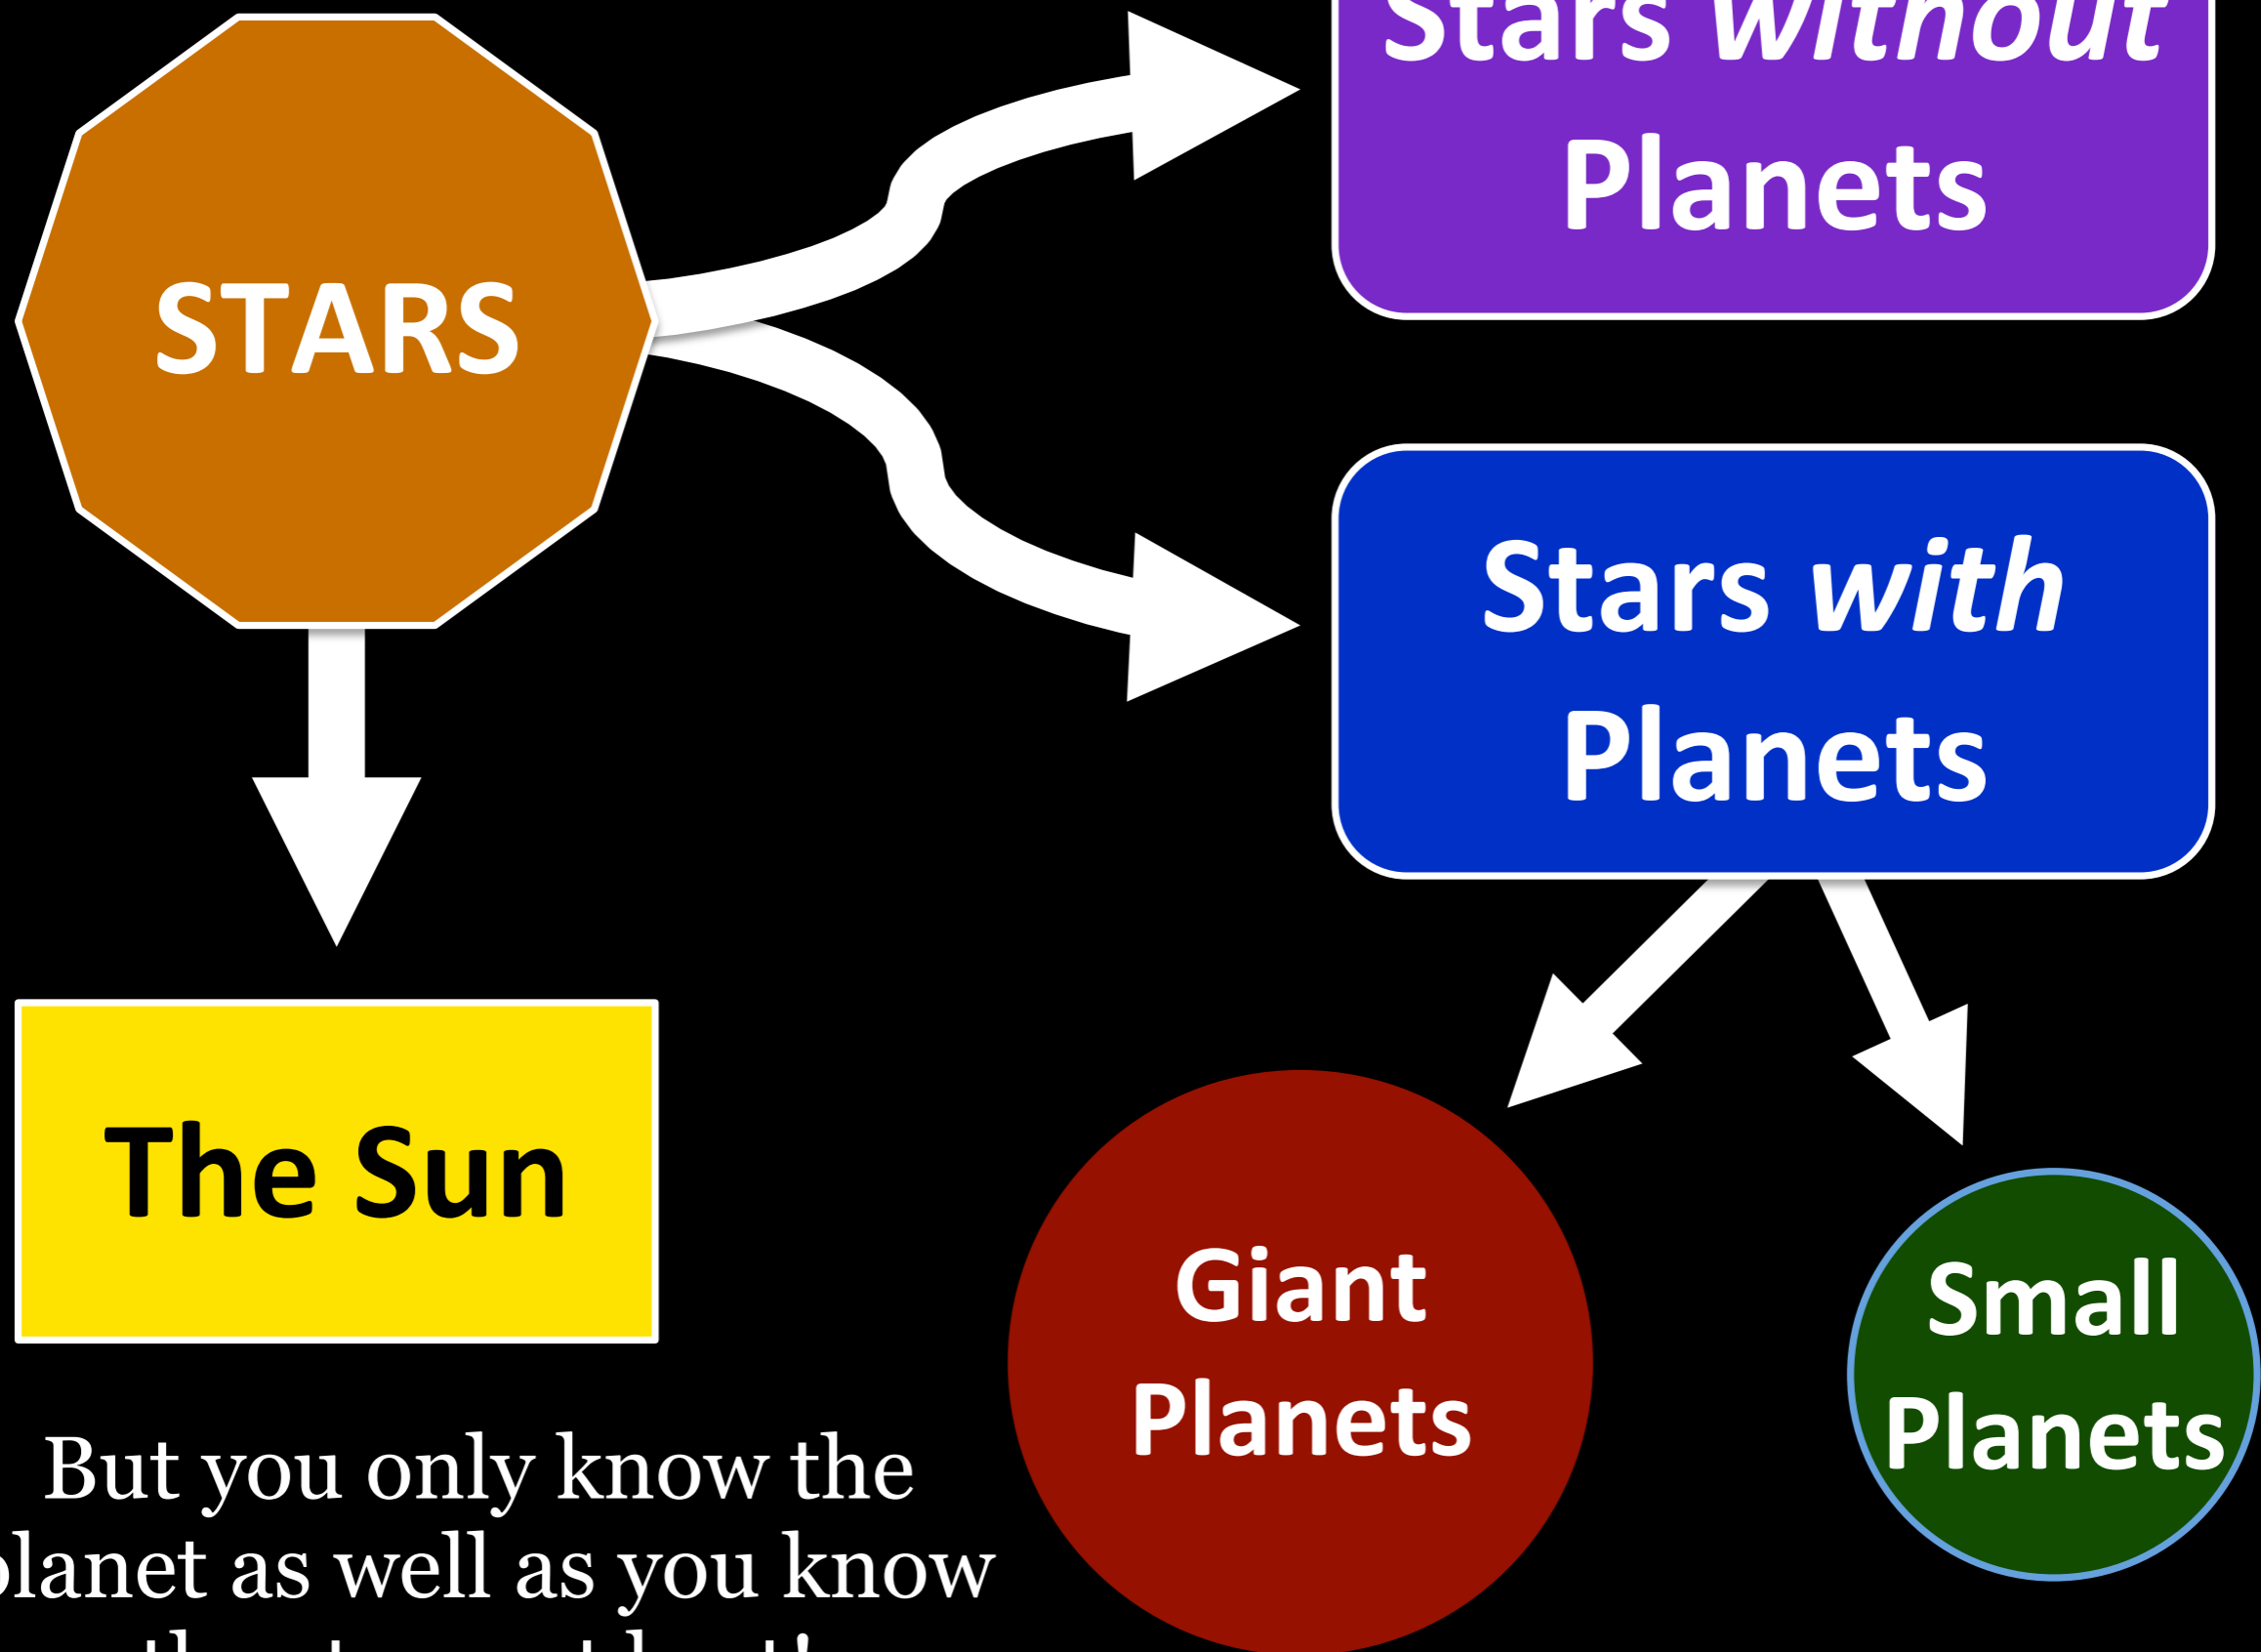 Stars without
Planets
STARS
Stars with
Planets
The Sun
Giant
Planets
Small
Planets
But you only know the
planet as well as you know